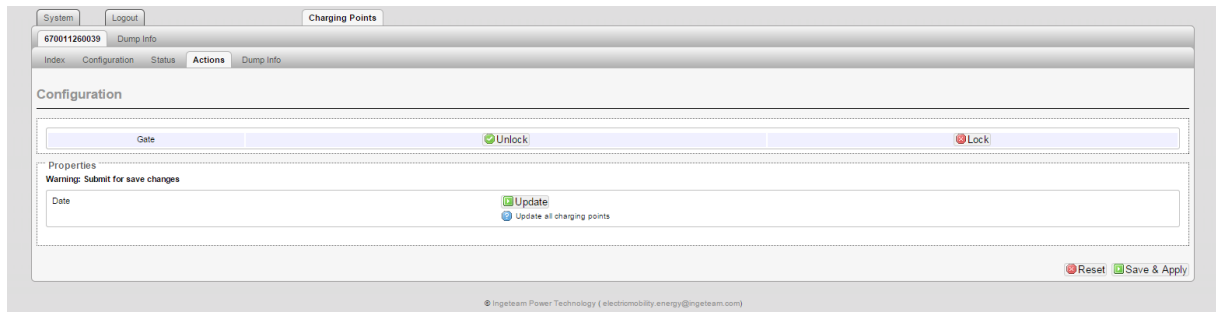 System Logout Charging Points
670011260039 Dump Info
Index Configuration Status Actions Dump Info
Configuration
Gate Unlock Lock
Properties
Warning: Submit for save changes
Date Update
Update all charging points
Reset Save & Apply
© Ingeteam Power Technology ( electriomobility.energy@ingeteam.com)